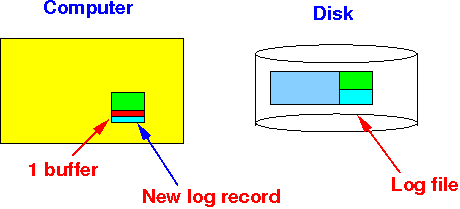 Computer
Disk
1 buffer
New log record
Log file